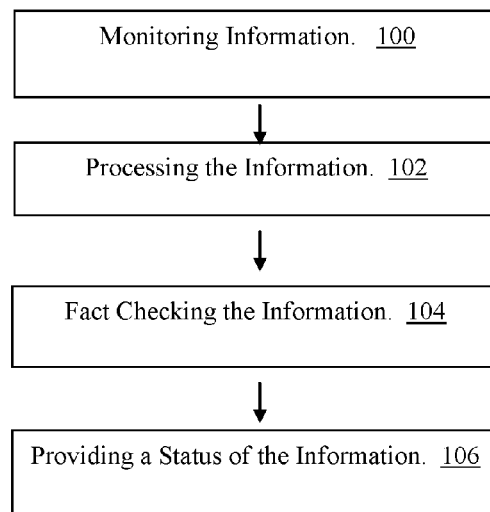 Monitoring Information. 100
Processing the Information. 102
Fact Checking the Information. 104
Providing a Status of the Information. 106